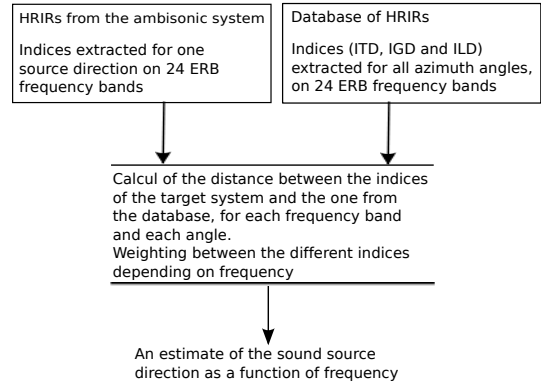 HRIRs from the ambisonic system
Indices extracted for one
source direction on 24 ERB
frequency bands
Database of HRIRs
Indices (ITD, IGD and ILD)
extracted for all azimuth angles,
on 24 ERB frequency bands
Calcul of the distance between the indices
of the target system and the one from
the database, for each frequency band
and each angle.
Weighting between the different indices
depending on frequency
An estimate of the sound source
direction as a function of frequency